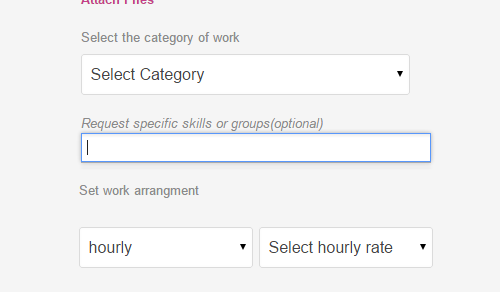 Attach Files
Select the category of work
Select Category
Request specific skills or groups(optional)
Set work arrangment
hourly Select hourly rate